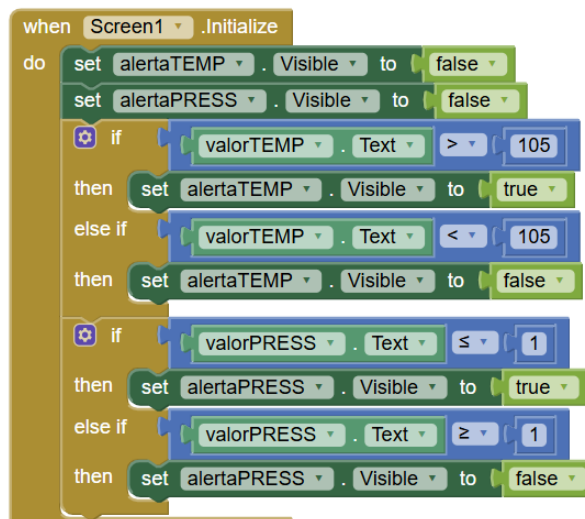 when Screen1 .Initialize
do set alertaTEMP . Visible to false
set alertaPRESS . Visible to false
if valorTEMP . Text > 105
then set alertaTEMP . Visible to true
else if valorTEMP . Text < 105
then set alertaTEMP . Visible to false
if valorPRESS . Text ≤ 1
then set alertaPRESS . Visible to true
else if valorPRESS . Text ≥ 1
then set alertaPRESS . Visible to false